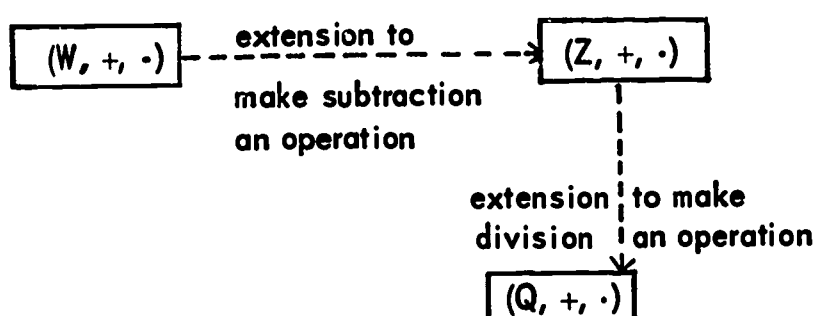 (W, +, ·)
extension to
(Z, +, ·)
make subtraction
an operation
extension to make
division an operation
(Q, +, ·)